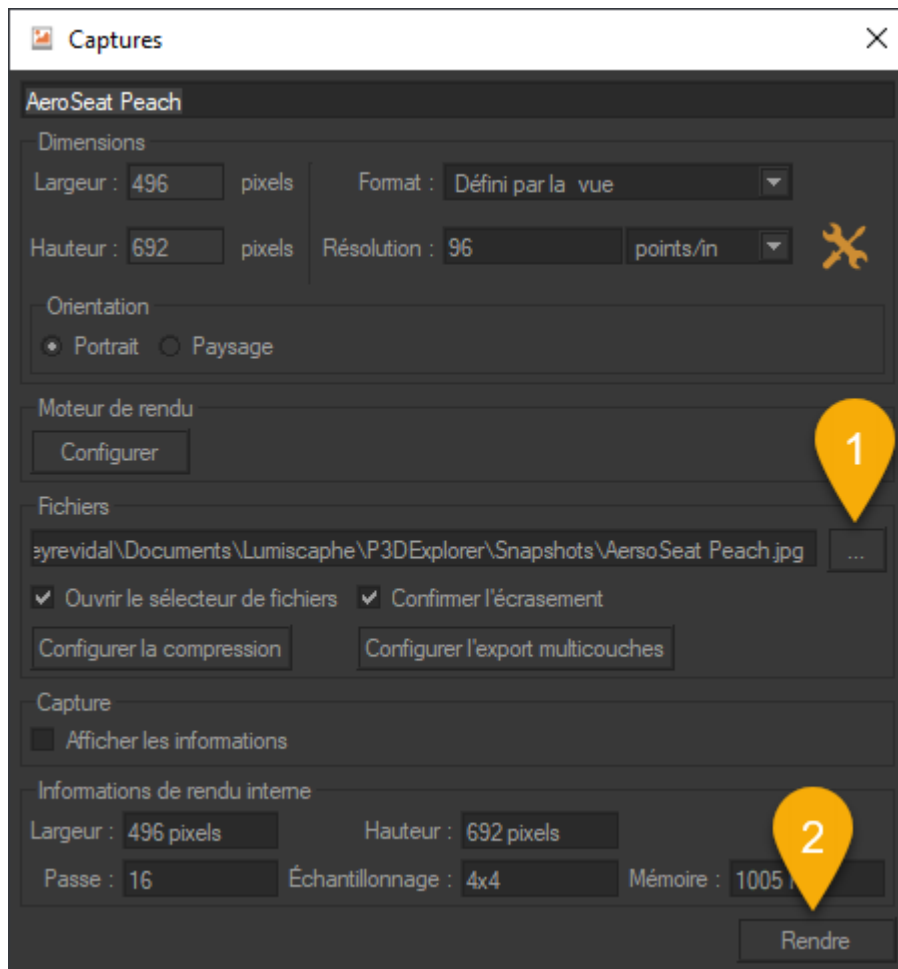 Captures
AeroSeat Peach
Dimensions
Largeur : 496 pixels Format : Défini par la vue
Hauteur : 692 pixels Résolution : 96 points/in
Orientation
Portrait Paysage
Moteur de rendu
Configurer
1
Fichiers
eyrevidal\Documents\Lumiscaphe\P3DExplorer\Snapshots\AersoSeat Peach.jpg ...
Ouvrir le sélecteur de fichiers Confirmer l'écrasement
Configurer la compression Configurer l'export multicouches
Capture
Afficher les informations
Informations de rendu interne
Largeur : 496 pixels Hauteur : 692 pixels
2
Passe : 16 Échantillonnage : 4x4 Mémoire : 1005
Rendre